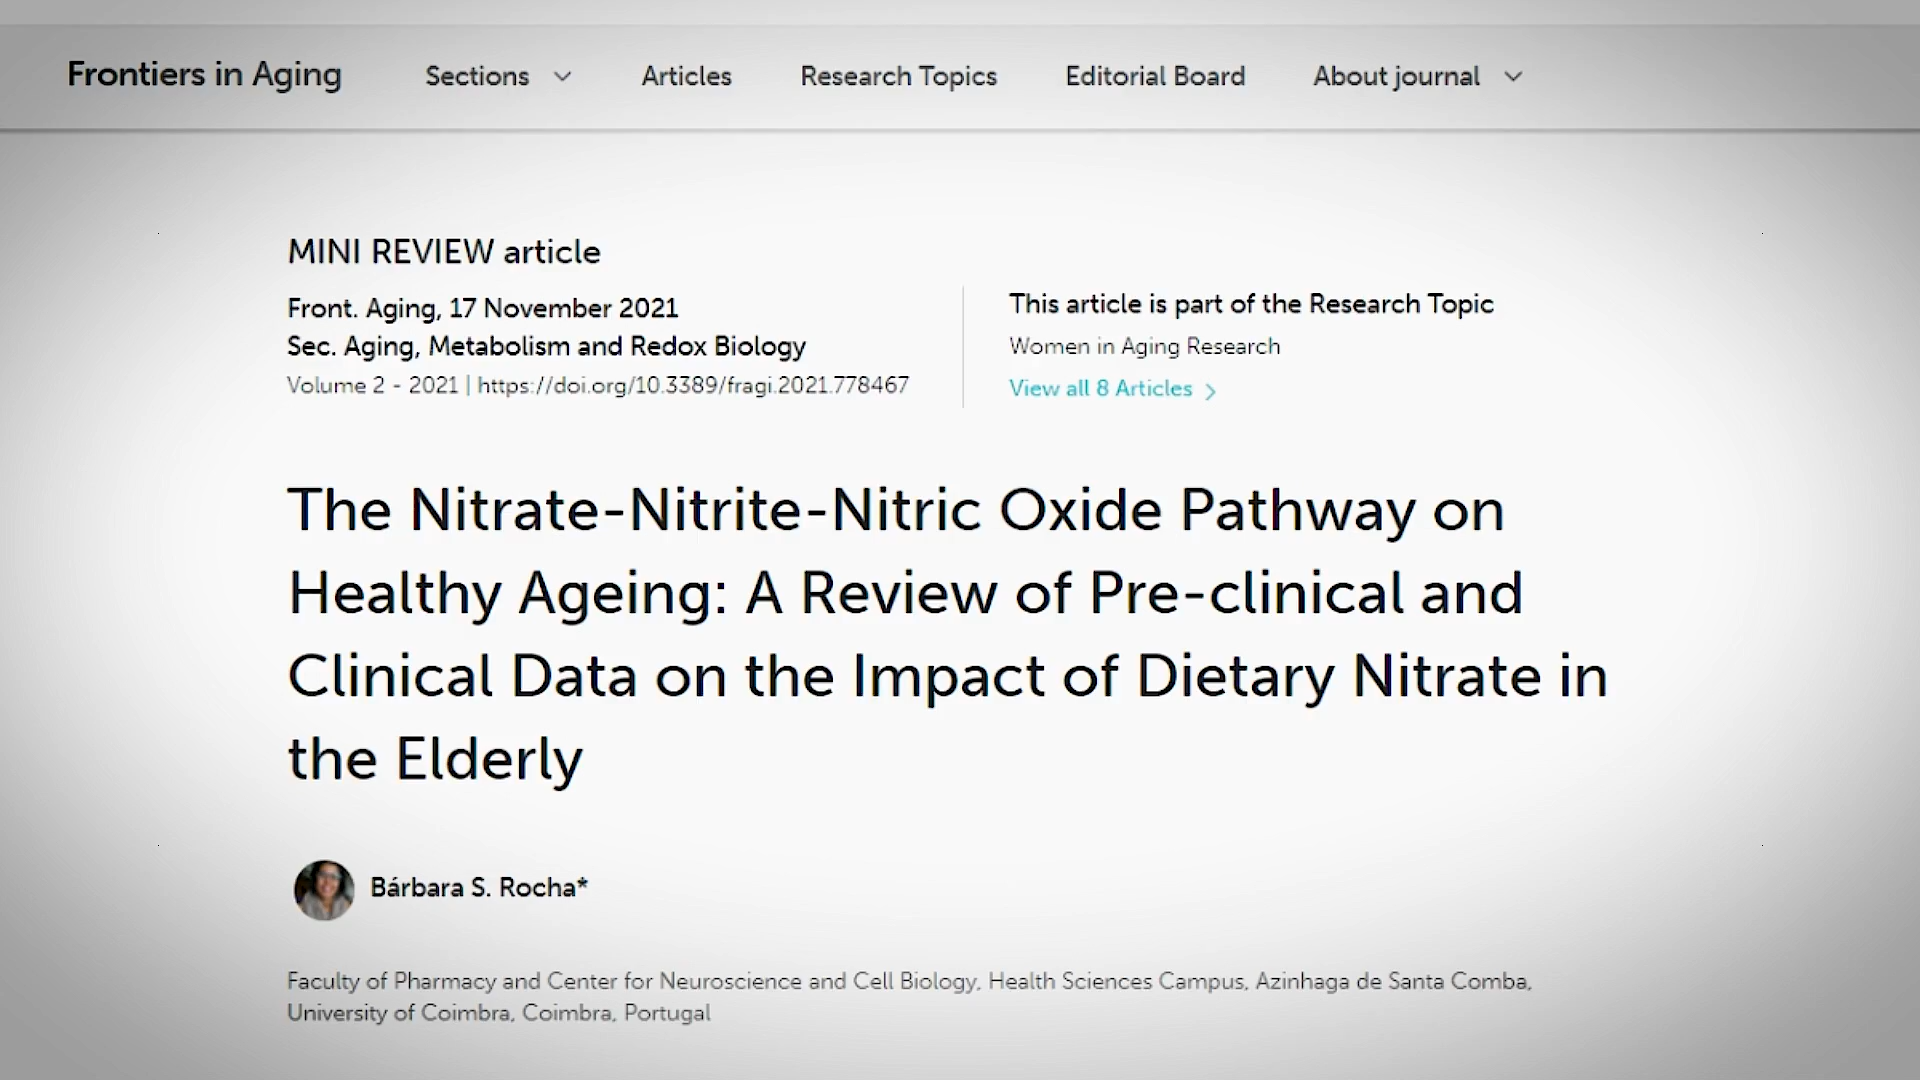 Frontiers in Aging Sections Articles Research Topics Editorial Board About journal
MINI REVIEW article
Front. Aging, 17 November 2021
Sec. Aging, Metabolism and Redox Biology
Volume 2 - 2021 | https://doi.org/10.3389/fragi.2021.778467
This article is part of the Research Topic
Women in Aging Research
View all 8 Articles
The Nitrate-Nitrite-Nitric Oxide Pathway on
Healthy Ageing: A Review of Pre-clinical and
Clinical Data on the Impact of Dietary Nitrate in
the Elderly
Bárbara S. Rocha*
Faculty of Pharmacy and Center for Neuroscience and Cell Biology, Health Sciences Campus, Azinhaga de Santa Comba,
University of Coimbra, Coimbra, Portugal